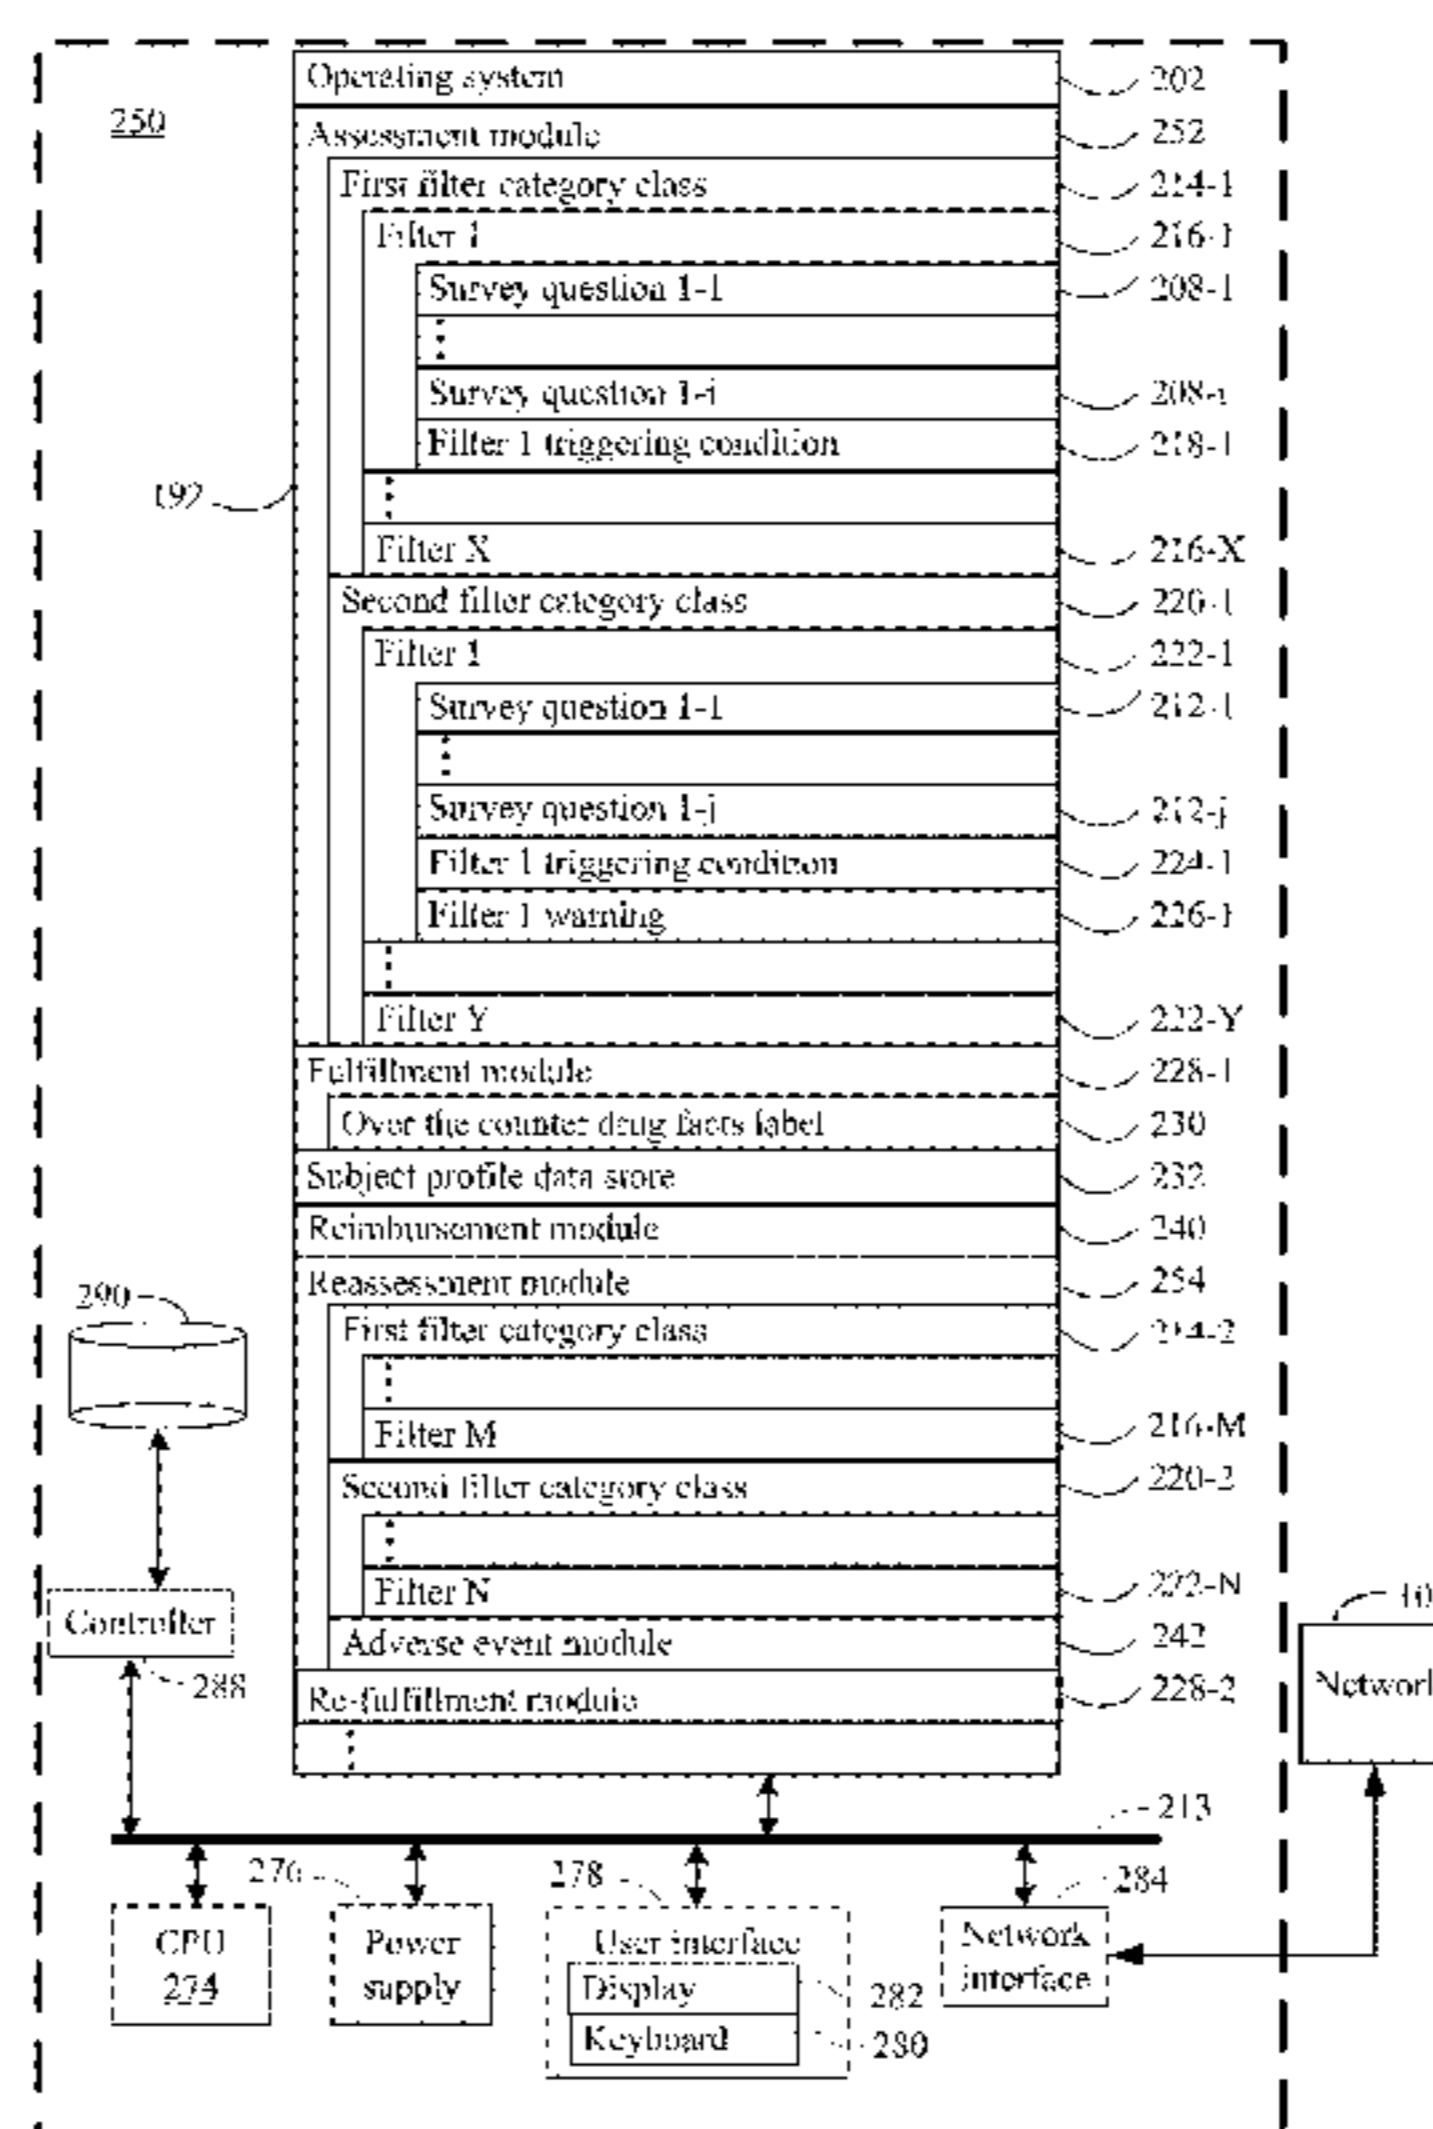 250
Operating system 202
Assessment module 252
First filter category class 214-1
Filter 1 216-1
Survey question 1-1 208-1
Survey question 1-i 208-i
Filter 1 triggering condition 218-1
192
Filter X 216-X
Second filter category class 220-1
Filter 1 222-1
Survey question 1-1 212-1
Survey question 1-j 212-j
Filter 1 triggering condition 224-1
Filter 1 warning 226-1
Filter Y 222-Y
Fulfillment module 228-1
Over the counter drug facts label 230
Subject profile data store 232
Reimbursement module 240
Reassessment module 254
290
First filter category class 214-2
Filter M 216-M
Second filter category class 220-2
Filter N 222-N
Controller
288
Adverse event module 242
Re-fulfillment module 228-2
Network
213
276
278
284
CPU
274
Power
supply
User interface
Display 282
Keyboard 280
Network
interface